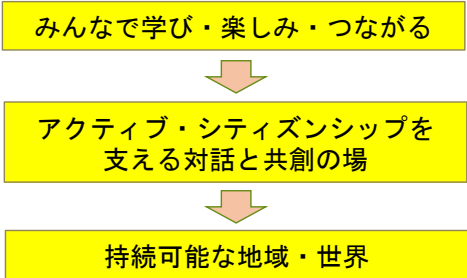 みんなで学び・楽しみ・つながる
アクティブ・シティズンシップを
支える対話と共創の場
持続可能な地域・世界